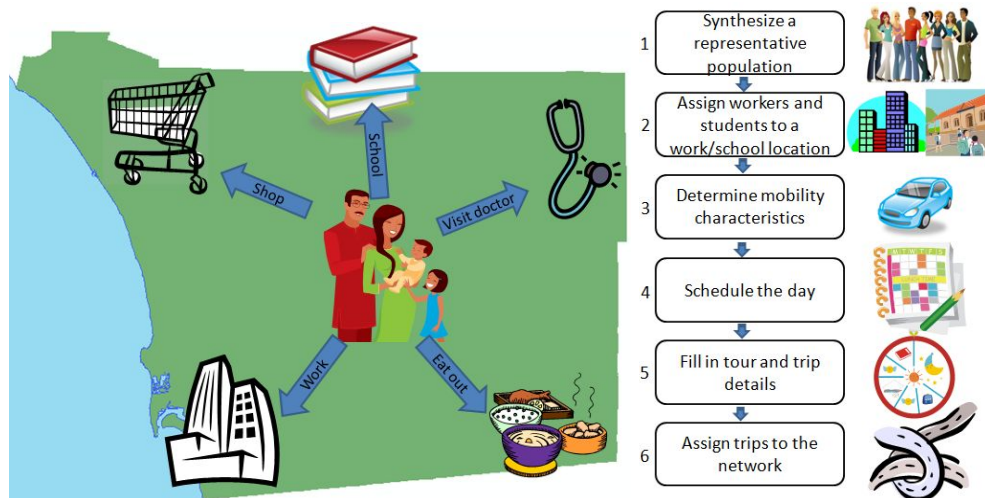 School
Shop
Visit doctor
Work
Eat out
1
Synthesize a
representative
population
2
Assign workers and
students to a
work/school location
3
Determine mobility
characteristics
4
Schedule the day
5
Fill in tour and trip
details
6
Assign trips to the
network